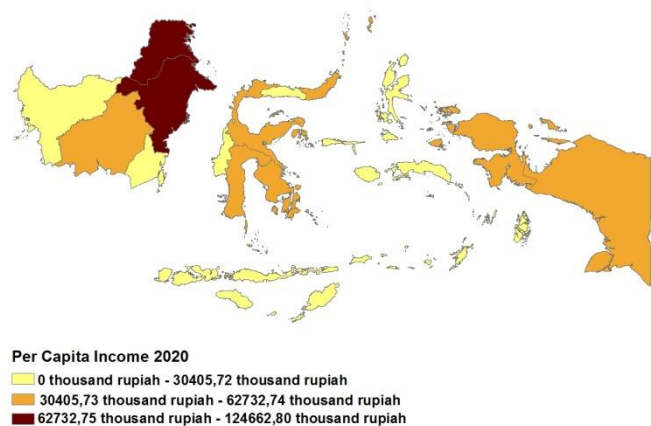 Per Capita Income 2020
0 thousand rupiah - 30405,72 thousand rupiah
30405,73 thousand rupiah - 62732,74 thousand rupiah
62732,75 thousand rupiah - 124662,80 thousand rupiah